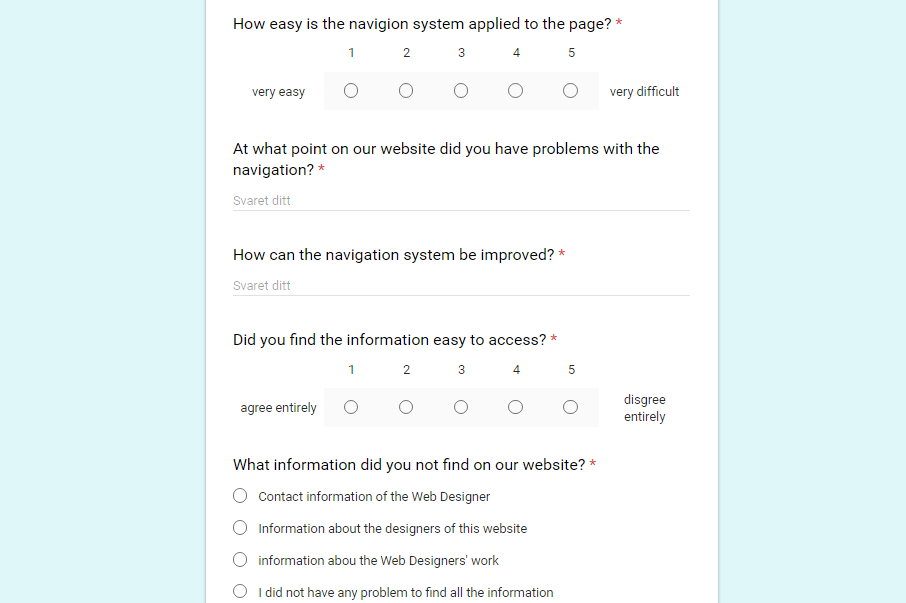 How easy is the navigion system applied to the page? *
1 2 3 4 5
very easy very difficult
At what point on our website did you have problems with the
navigation? *
Svaret ditt
How can the navigation system be improved? *
Svaret ditt
Did you find the information easy to access? *
1 2 3 4 5
agree entirely disgree
entirely
What information did you not find on our website? *
Contact information of the Web Designer
Information about the designers of this website
information abou the Web Designers' work
I did not have any problem to find all the information